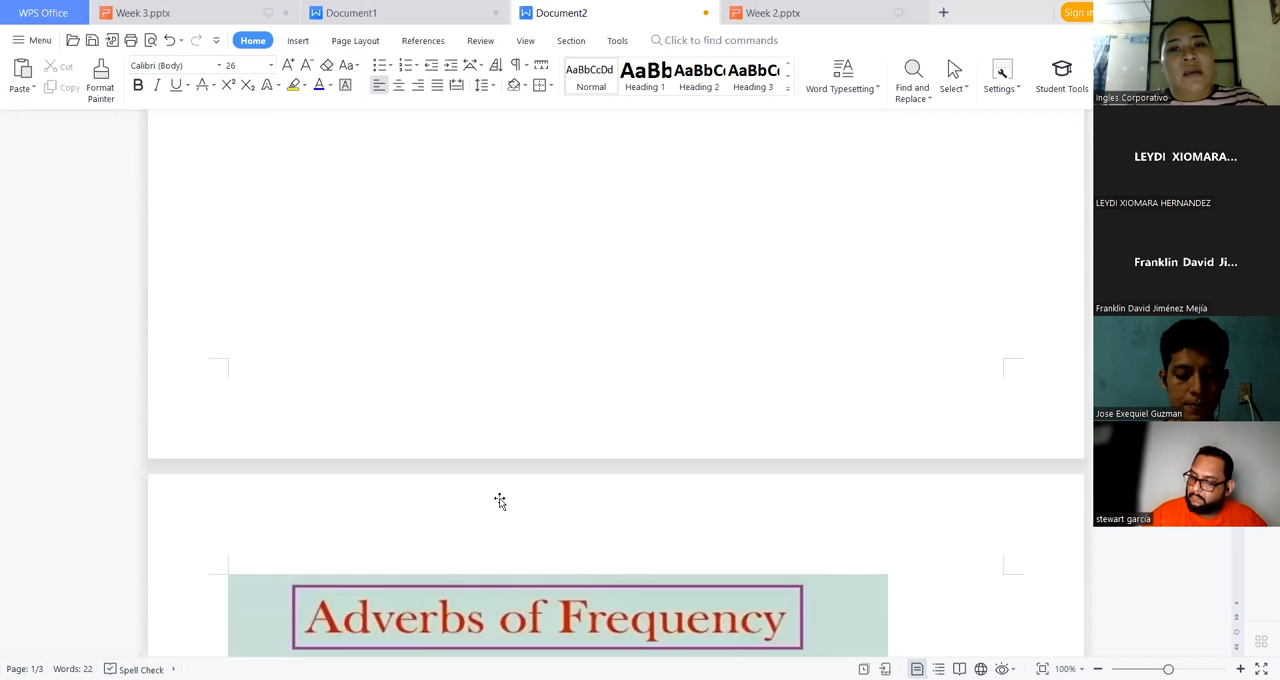 WPS Office
Week 3.pptx
Document1
Document2
Week 2.pptx
Sign in
Menu
Home
Insert
Page Layout
References
Review
View
Section
Tools
Click to find commands
Paste
Cut
Copy
Format
Painter
Calibri (Body)
26
AaBbCcDd
Normal
AaBb
Heading 1
AaBbC
Heading 2
AaBbC
Heading 3
Word Typesetting
Find and
Replace
Select
Settings
Student Tools
Adverbs of Frequency
Page: 1/3
Words: 22
Spell Check
100%
Ingles Corporativo
LEYDI XIOMARA...
LEYDI XIOMARA HERNANDEZ
Franklin David Ji...
Franklin David Jiménez Mejía
Jose Exequiel Guzman
stewart garcía